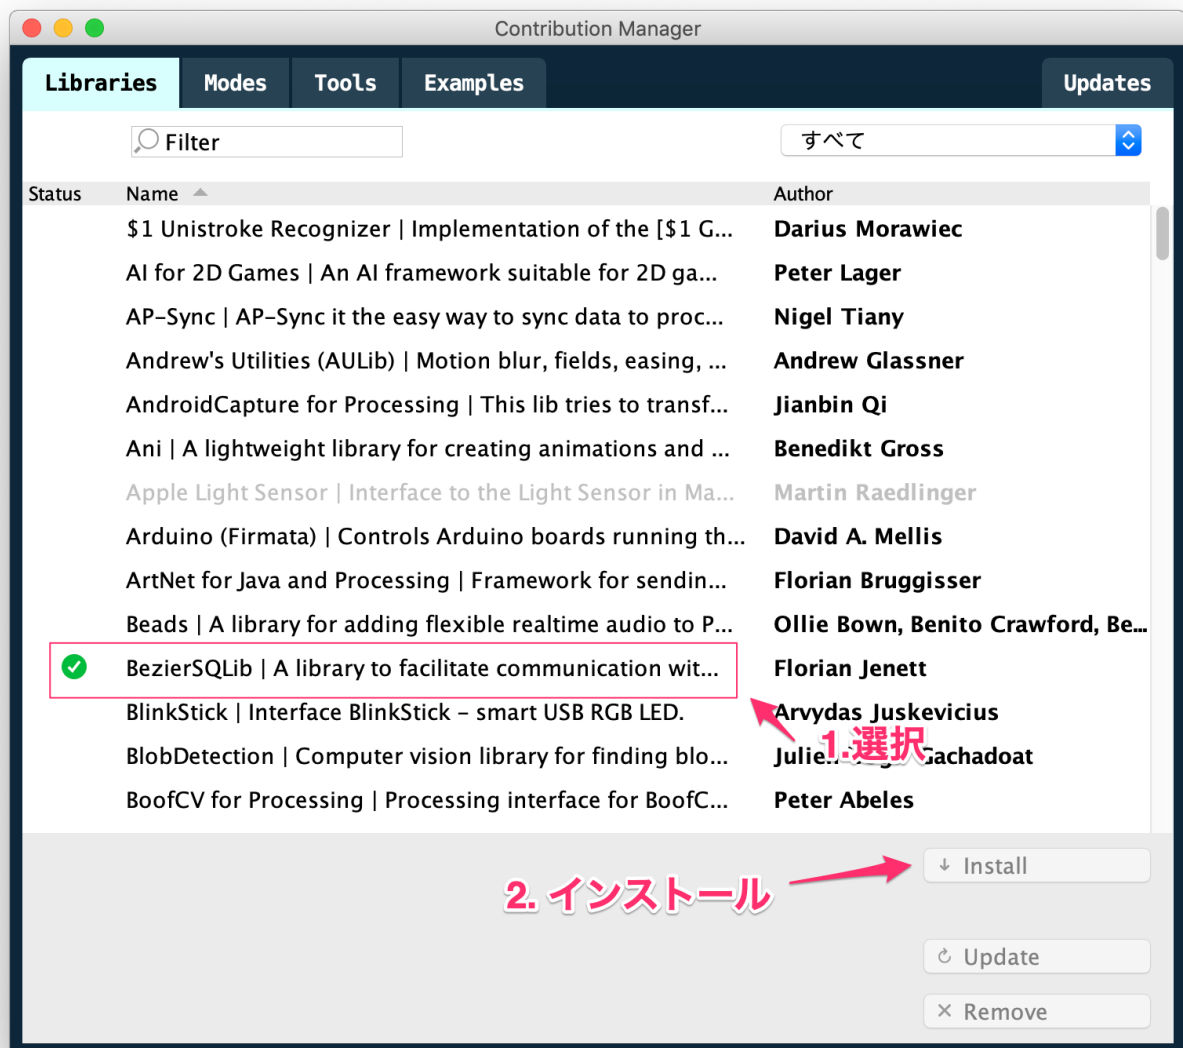 Contribution Manager
Libraries
Modes
Tools
Examples
Updates
Filter
すべて
Status
Name
Author
$1 Unistroke Recognizer | Implementation of the [$1 G...
Darius Morawiec
AI for 2D Games | An AI framework suitable for 2D ga...
Peter Lager
AP-Sync | AP-Sync it the easy way to sync data to proc...
Nigel Tiany
Andrew's Utilities (AULib) | Motion blur, fields, easing, ...
Andrew Glassner
AndroidCapture for Processing | This lib tries to transf...
Jianbin Qi
Ani | A lightweight library for creating animations and ...
Benedikt Gross
Apple Light Sensor | Interface to the Light Sensor in Ma...
Martin Raedlinger
Arduino (Firmata) | Controls Arduino boards running th...
David A. Mellis
ArtNet for Java and Processing | Framework for sendin...
Florian Bruggisser
Beads | A library for adding flexible realtime audio to P...
Ollie Bown, Benito Crawford, Be...
BezierSQLib | A library to facilitate communication wit...
Florian Jenett
BlinkStick | Interface BlinkStick – smart USB RGB LED.
Arvydas Juskevicius
1.選択
BlobDetection | Computer vision library for finding blo...
Gachadoat
BoofCV for Processing | Processing interface for BoofC...
Peter Abeles
2. インストール
Install
Update
Remove